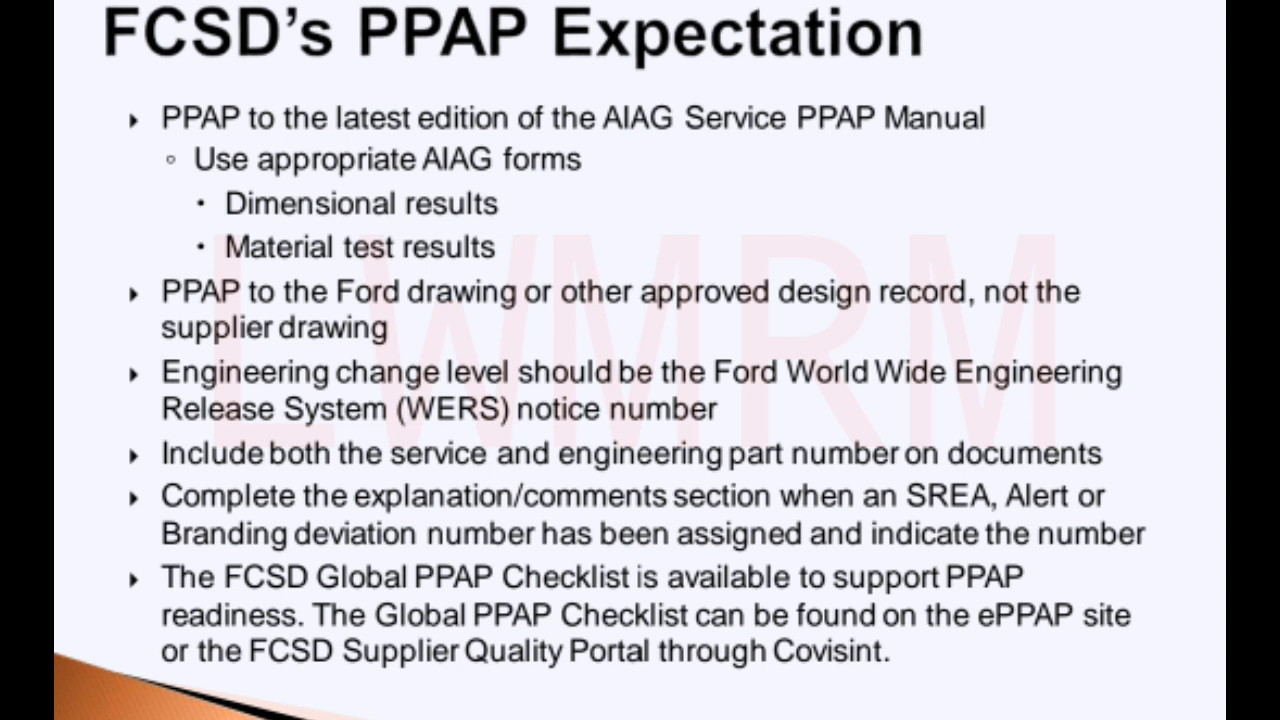 FCSD's PPAP Expectation
PPAP to the latest edition of the AIAG Service PPAP Manual
Use appropriate AIAG forms
Dimensional results
Material test results
PPAP to the Ford drawing or other approved design record, not the
supplier drawing
Engineering change level should be the Ford World Wide Engineering
Release System (WERS) notice number
Include both the service and engineering part number on documents
Complete the explanation/comments section when an SREA, Alert or
Branding deviation number has been assigned and indicate the number
The FCSD Global PPAP Checklist is available to support PPAP
readiness. The Global PPAP Checklist can be found on the ePPAP site
or the FCSD Supplier Quality Portal through Covisint.
LWMRM